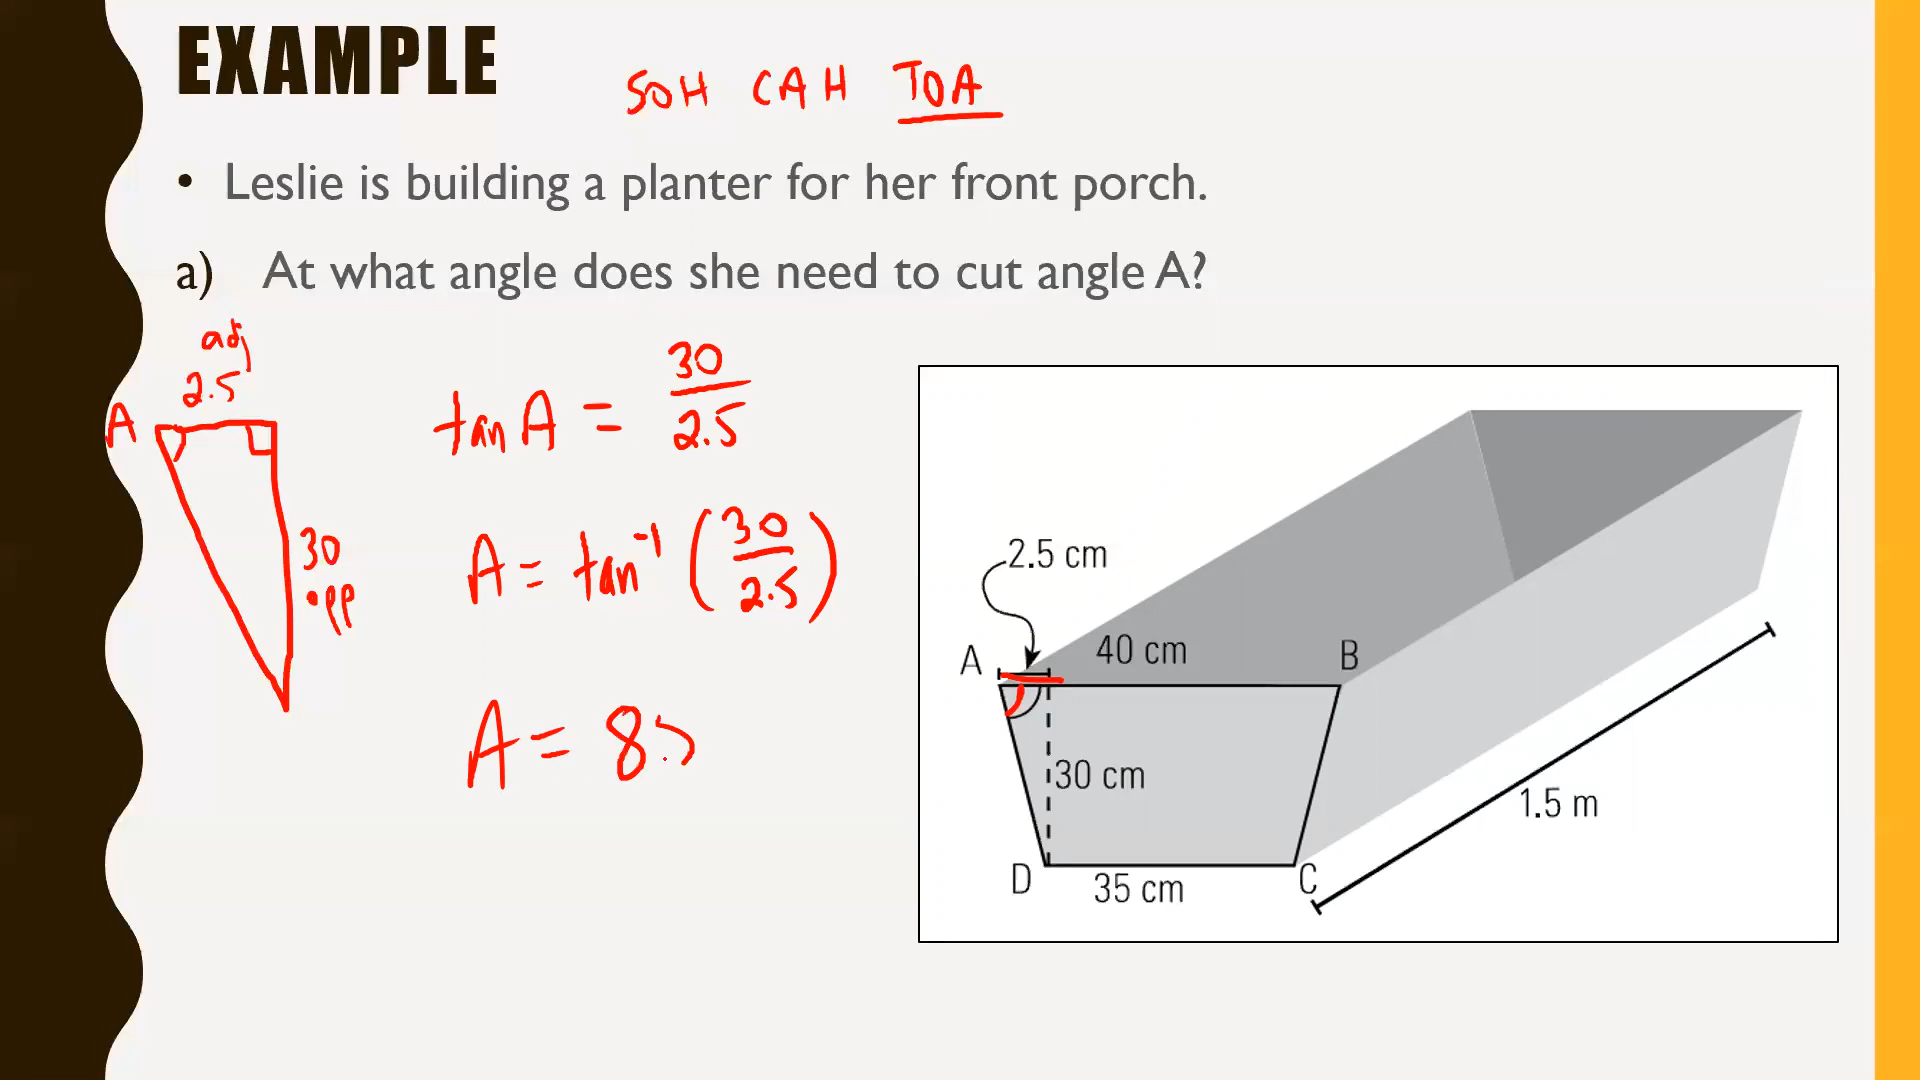 EXAMPLE
SOH CAH TOA
• Leslie is building a planter for her front porch.
a) At what angle does she need to cut angle A?
adj
2.5
A
30
opp
tan A = 30/2.5
A = tan⁻¹ (30/2.5)
A = 8
2.5 cm
A
40 cm
B
30 cm
1.5 m
D
35 cm
C